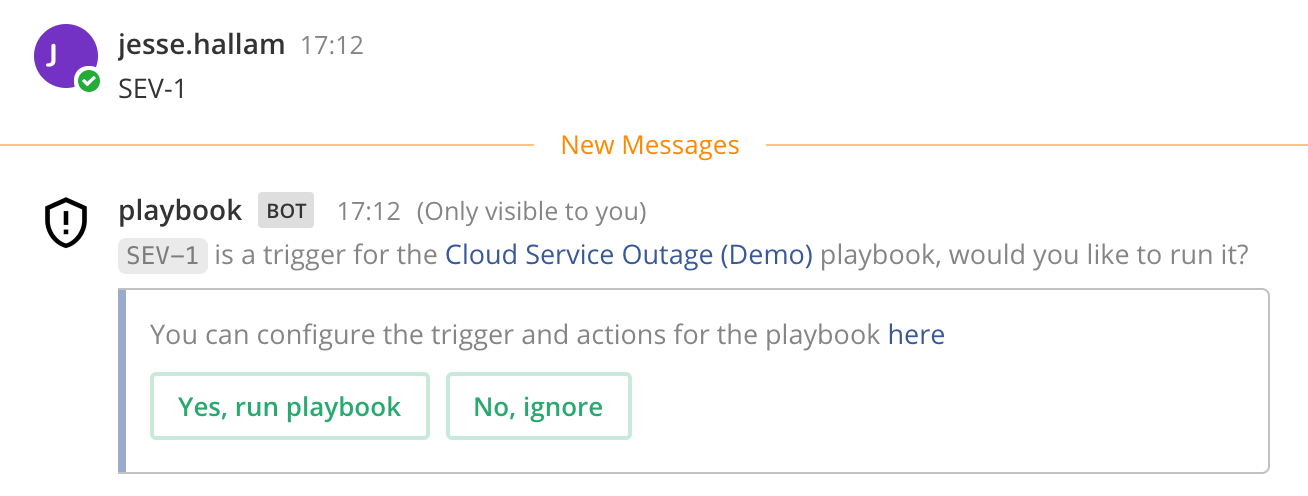 J
jesse.hallam 17:12
SEV-1
New Messages
playbook BOT 17:12 (Only visible to you)
SEV–1 is a trigger for the Cloud Service Outage (Demo) playbook, would you like to run it?
You can configure the trigger and actions for the playbook here
Yes, run playbook No, ignore